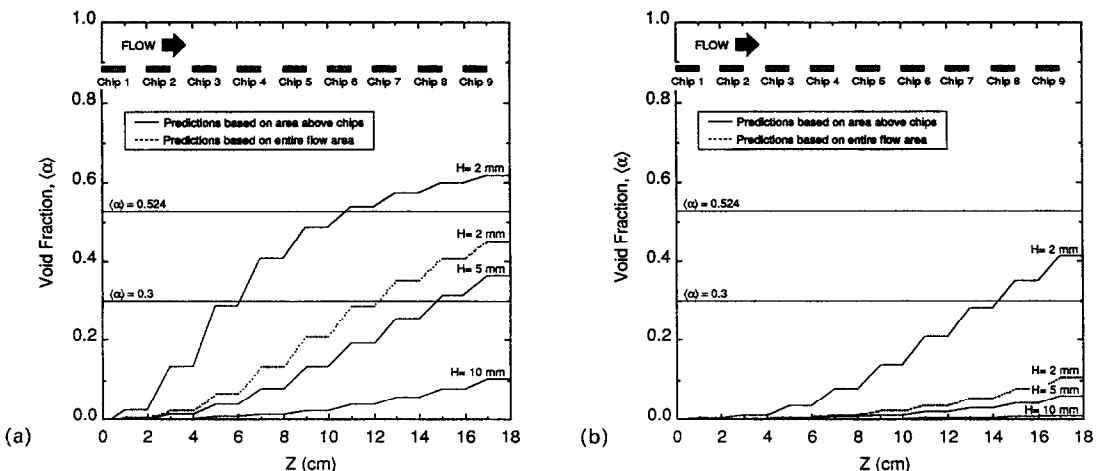 1.0
FLOW
Chip 1 Chip 2 Chip 3 Chip 4 Chip 5 Chip 6 Chip 7 Chip 8 Chip 9
0.8
Predictions based on area above chips
Predictions based on entire flow area
H= 2 mm
0.6
⟨α⟩ = 0.524
H= 2 mm
0.4
H= 5 mm
⟨α⟩ = 0.3
0.2
H= 10 mm
0.0
0 2 4 6 8 10 12 14 16 18
Z (cm)
Void Fraction, ⟨α⟩
(a)
1.0
FLOW
Chip 1 Chip 2 Chip 3 Chip 4 Chip 5 Chip 6 Chip 7 Chip 8 Chip 9
0.8
Predictions based on area above chips
Predictions based on entire flow area
0.6
⟨α⟩ = 0.524
H= 2 mm
0.4
⟨α⟩ = 0.3
0.2
H= 2 mm
H= 5 mm
H= 10 mm
0.0
0 2 4 6 8 10 12 14 16 18
Z (cm)
Void Fraction, ⟨α⟩
(b)